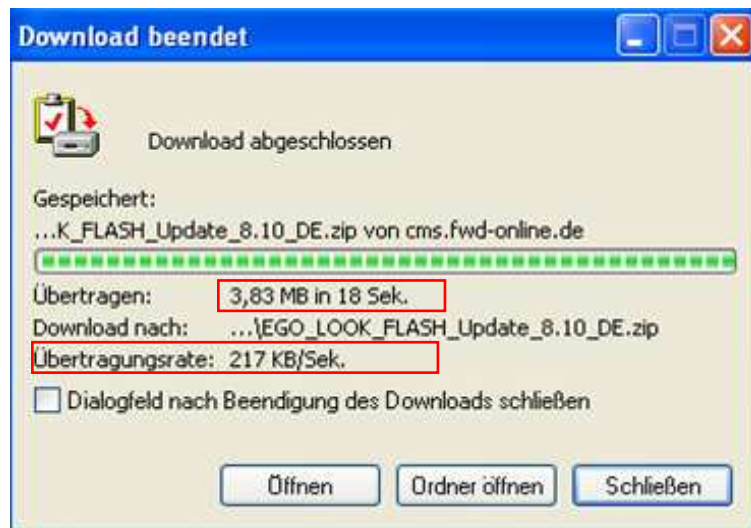 Download beendet
Download abgeschlossen
Gespeichert:
...K_FLASH_Update_8.10_DE.zip von cms.fwd-online.de
Übertragen: 3,83 MB in 18 Sek.
Download nach: ...\EGO_LOOK_FLASH_Update_8.10_DE.zip
Übertragungsrate: 217 KB/Sek.
Dialogfeld nach Beendigung des Downloads schließen
Öffnen Ordner öffnen Schließen